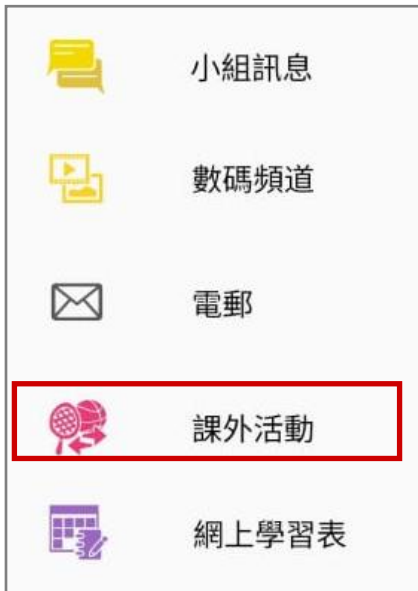 小組訊息
數碼頻道
電郵
課外活動
網上學習表